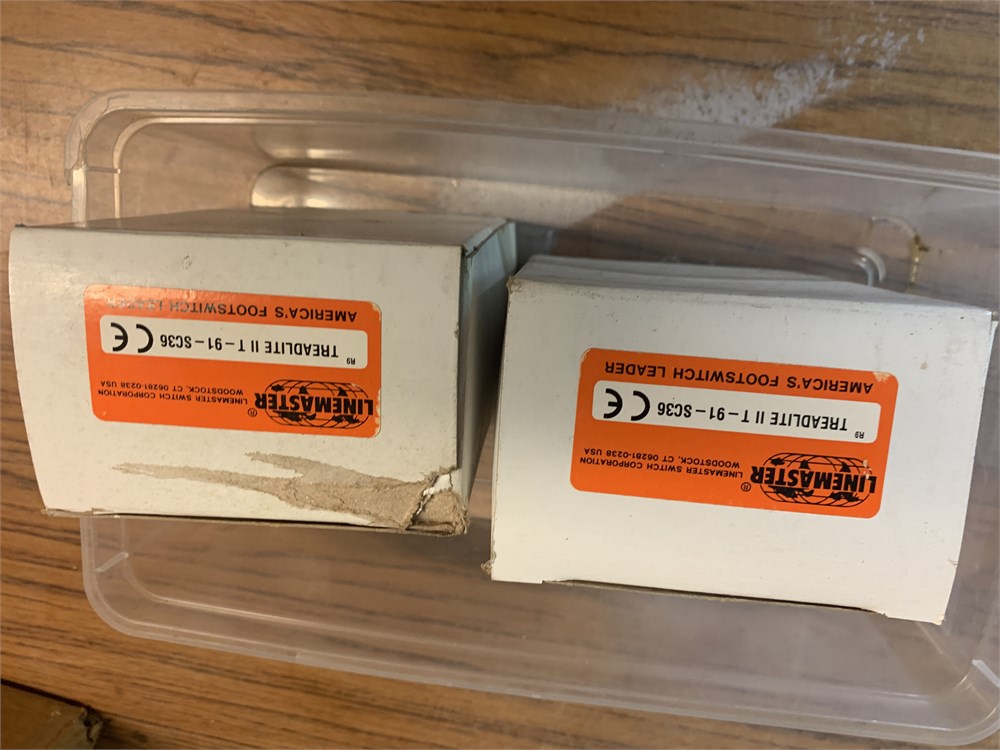 LINEMASTER ®
LINEMASTER SWITCH CORPORATION
WOODSTOCK, CT 06281-0238 USA
R9
TREADLITE II T-91-SC36 CE
AMERICA'S FOOTSWITCH
LINEMASTER ®
LINEMASTER SWITCH CORPORATION
WOODSTOCK, CT 06281-0238 USA
R9
TREADLITE II T-91-SC36 CE
AMERICA'S FOOTSWITCH LEADER